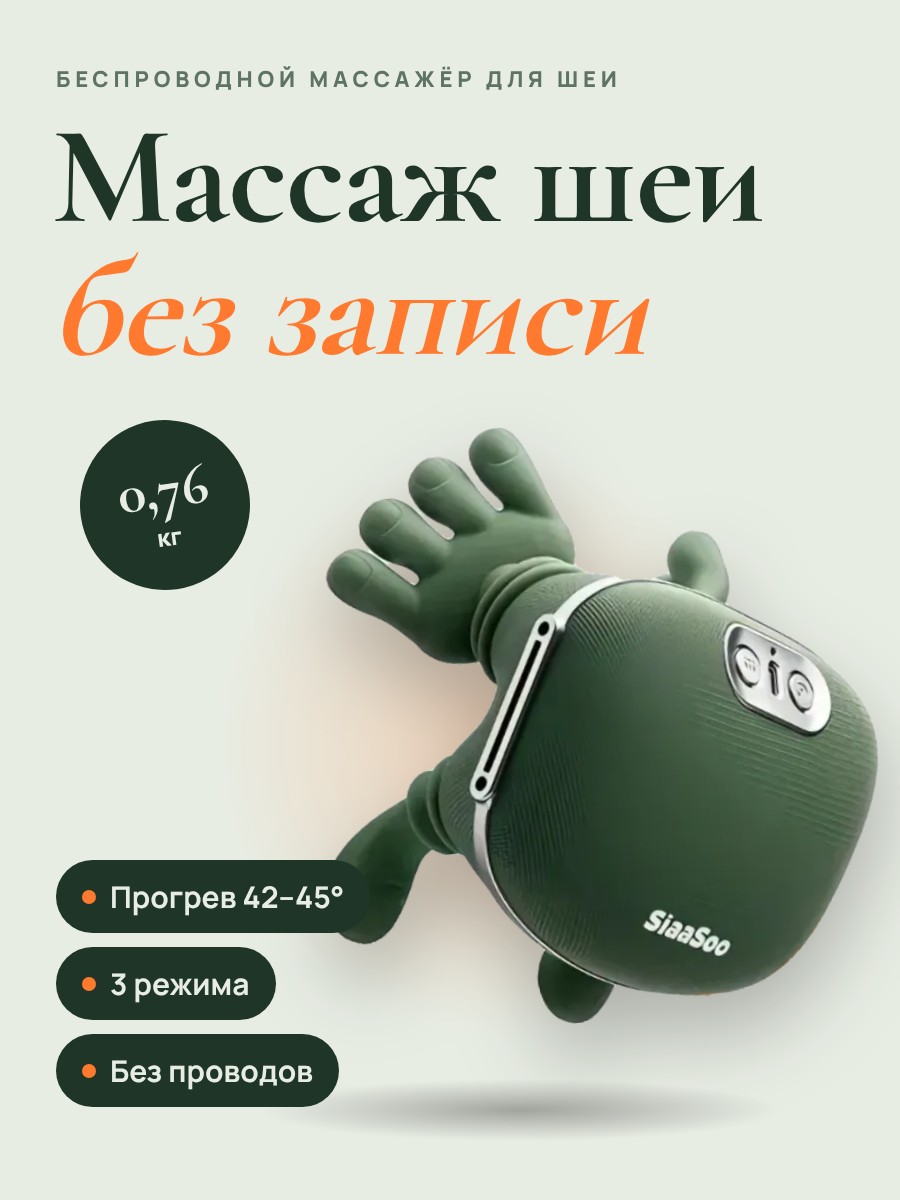 БЕСПРОВОДНОЙ МАССАЖЁР ДЛЯ ШЕИ
Массаж шеи
без записи
0,76
кг
Прогрев 42–45°
SiaaSoo
3 режима
Без проводов